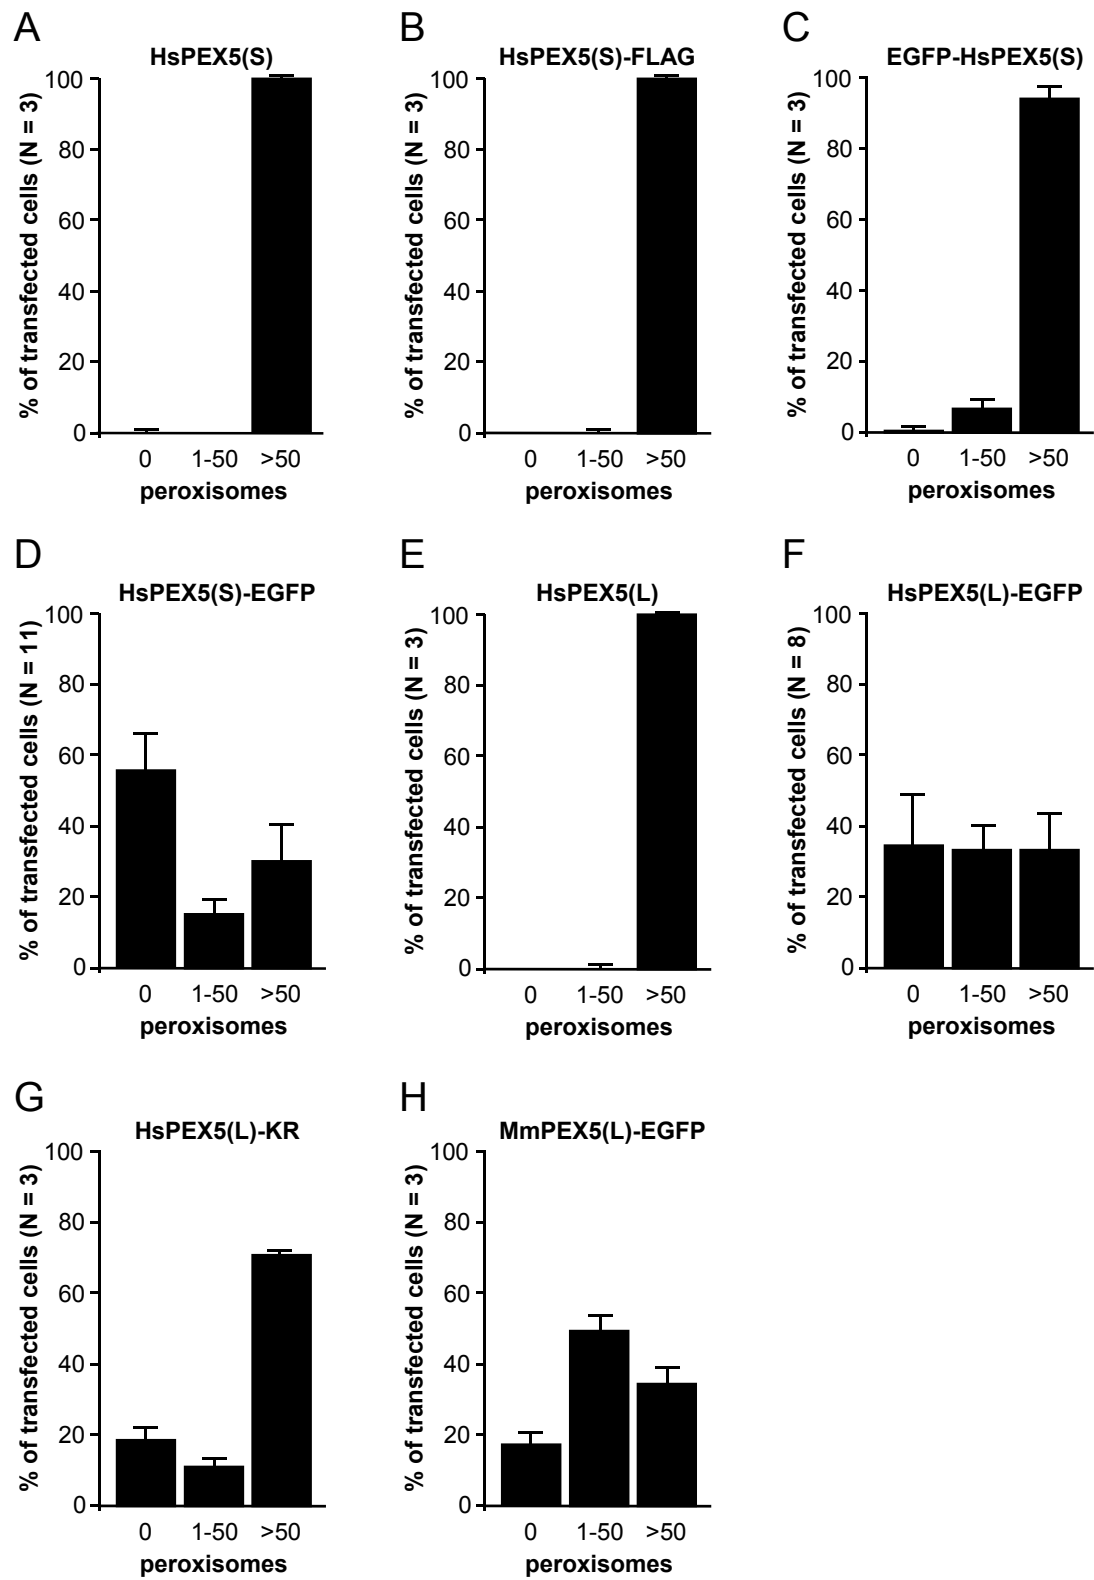 A
HsPEX5(S)
% of transfected cells (N = 3)
100
80
60
40
20
0
0 1-50 >50
peroxisomes
B
HsPEX5(S)-FLAG
% of transfected cells (N = 3)
100
80
60
40
20
0
0 1-50 >50
peroxisomes
C
EGFP-HsPEX5(S)
% of transfected cells (N = 3)
100
80
60
40
20
0
0 1-50 >50
peroxisomes
D
HsPEX5(S)-EGFP
% of transfected cells (N = 11)
100
80
60
40
20
0
0 1-50 >50
peroxisomes
E
HsPEX5(L)
% of transfected cells (N = 3)
100
80
60
40
20
0
0 1-50 >50
peroxisomes
F
HsPEX5(L)-EGFP
% of transfected cells (N = 8)
100
80
60
40
20
0
0 1-50 >50
peroxisomes
G
HsPEX5(L)-KR
% of transfected cells (N = 3)
100
80
60
40
20
0
0 1-50 >50
peroxisomes
H
MmPEX5(L)-EGFP
% of transfected cells (N = 3)
100
80
60
40
20
0
0 1-50 >50
peroxisomes